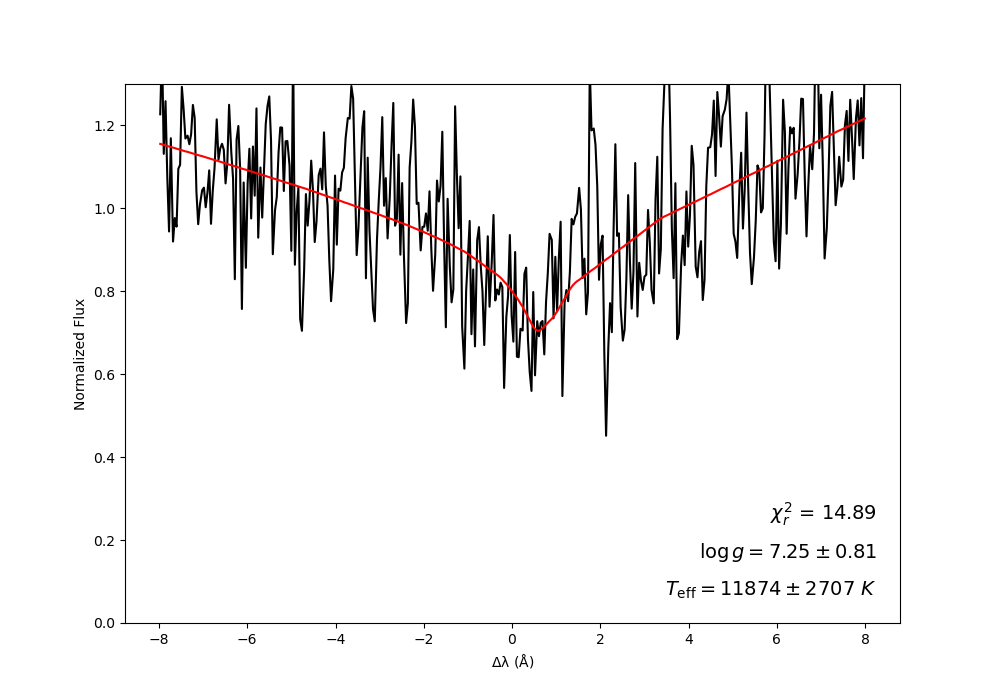 1.2
1.0
0.8
0.6
0.4
0.2
0.0
Normalized Flux
χ²ᵣ = 14.89
log g = 7.25 ± 0.81
T_eff = 11874 ± 2707 K
−8 −6 −4 −2 0 2 4 6 8
Δλ (Å)